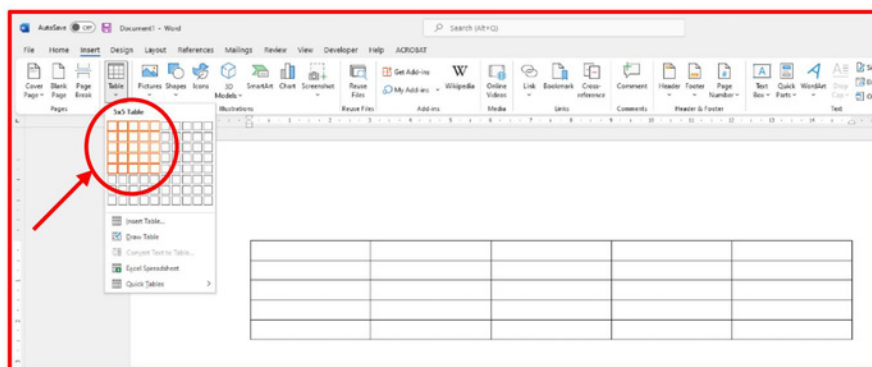 AutoSave Off Document1 - Word Search (Alt+Q)
File Home Insert Design Layout References Mailings Review View Developer Help ACROBAT
Cover Page Blank Page Page Break Table Pictures Shapes Icons 3D Models SmartArt Chart Screenshot Reuse Files Get Add-ins My Add-ins Wikipedia Online Videos Link Bookmark Cross-reference Comment Header Footer Page Number Text Box Quick Parts WordArt Drop Cap
Pages Illustrations Reuse Files Add-ins Media Links Comments Header & Footer Text
5x5 Table
Insert Table...
Draw Table
Convert Text to Table...
Excel Spreadsheet
Quick Tables